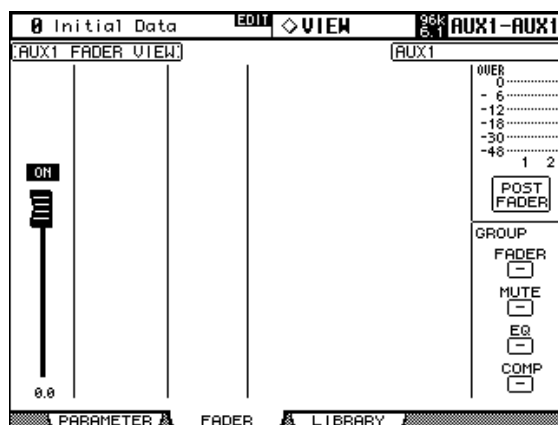 0 Initial Data EDIT ◇VIEW 96k 6.1 AUX1-AUX1
AUX1 FADER VIEW
AUX1
OVER
0
- 6
-12
-18
-30
-48
1 2
ON
POST
FADER
GROUP
FADER
-
MUTE
-
EQ
-
COMP
-
0.0
PARAMETER FADER LIBRARY